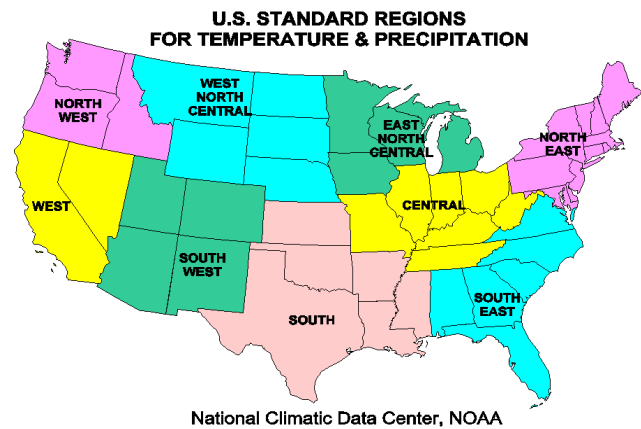 U.S. STANDARD REGIONS
FOR TEMPERATURE & PRECIPITATION
NORTH
WEST
WEST
NORTH
CENTRAL
EAST
NORTH
CENTRAL
NORTH
EAST
WEST
CENTRAL
SOUTH
WEST
SOUTH
EAST
SOUTH
National Climatic Data Center, NOAA